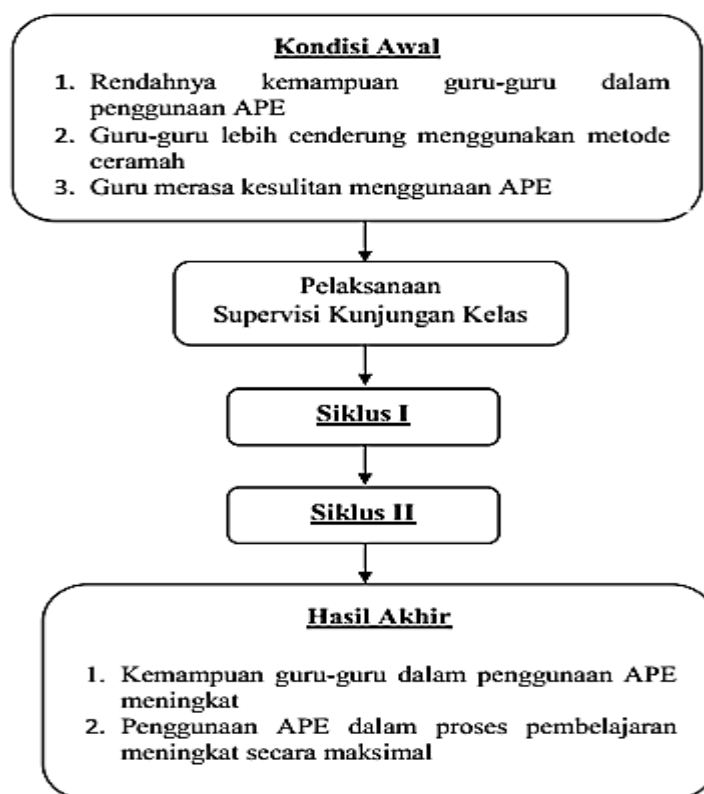 Kondisi Awal
1. Rendahnya kemampuan guru-guru dalam
penggunaan APE
2. Guru-guru lebih cenderung menggunakan metode
ceramah
3. Guru merasa kesulitan menggunaan APE
Pelaksanaan
Supervisi Kunjungan Kelas
Siklus I
Siklus II
Hasil Akhir
1. Kemampuan guru-guru dalam penggunaan APE
meningkat
2. Penggunaan APE dalam proses pembelajaran
meningkat secara maksimal